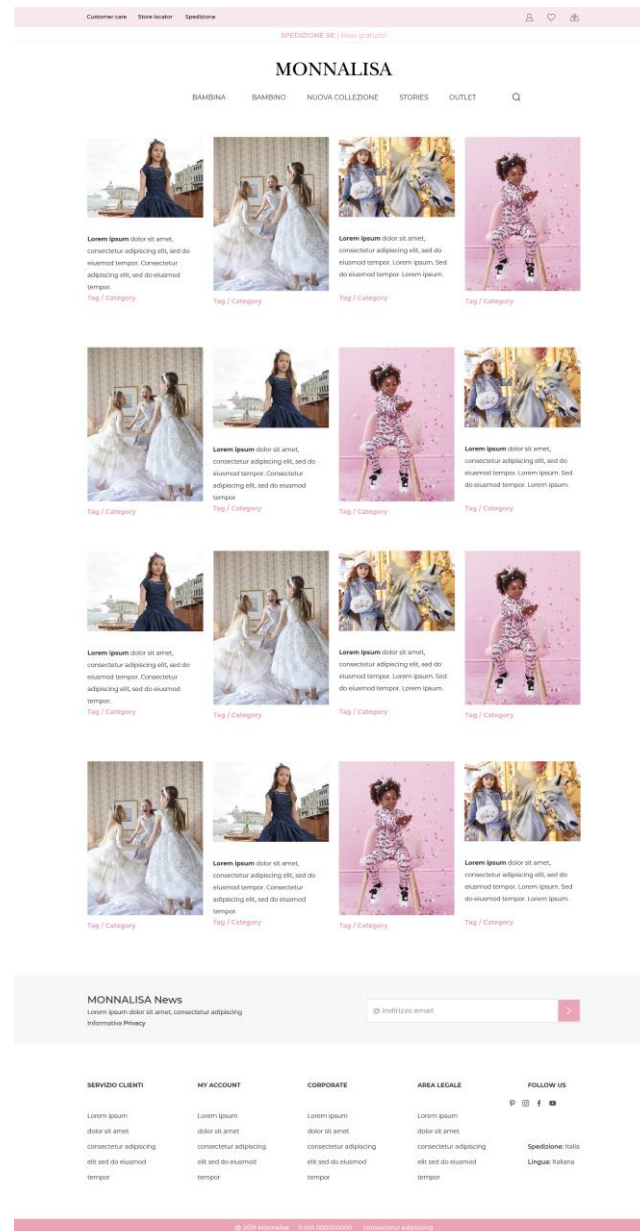 Customer care Store locator Spedizione
SPEDIZIONE 5€ | Reso gratuito!
MONNALISA
BAMBINA BAMBINO NUOVA COLLEZIONE STORIES OUTLET
Lorem ipsum dolor sit amet,
consectetur adipiscing elit, sed do
eiusmod tempor. Consectetur
adipiscing elit, sed do eiusmod
tempor.
Tag / Category
Tag / Category
Lorem ipsum dolor sit amet,
consectetur adipiscing elit, sed do
eiusmod tempor. Lorem ipsum. Sed
do eiusmod tempor. Lorem ipsum.
Tag / Category
Tag / Category
Tag / Category
Lorem ipsum dolor sit amet,
consectetur adipiscing elit, sed do
eiusmod tempor. Consectetur
adipiscing elit, sed do eiusmod
tempor.
Tag / Category
Tag / Category
Lorem ipsum dolor sit amet,
consectetur adipiscing elit, sed do
eiusmod tempor. Lorem ipsum. Sed
do eiusmod tempor. Lorem ipsum.
Tag / Category
Lorem ipsum dolor sit amet,
consectetur adipiscing elit, sed do
eiusmod tempor. Consectetur
adipiscing elit, sed do eiusmod
tempor.
Tag / Category
Tag / Category
Lorem ipsum dolor sit amet,
consectetur adipiscing elit, sed do
eiusmod tempor. Lorem ipsum. Sed
do eiusmod tempor. Lorem ipsum.
Tag / Category
Tag / Category
Tag / Category
Lorem ipsum dolor sit amet,
consectetur adipiscing elit, sed do
eiusmod tempor. Consectetur
adipiscing elit, sed do eiusmod
tempor.
Tag / Category
Tag / Category
Lorem ipsum dolor sit amet,
consectetur adipiscing elit, sed do
eiusmod tempor. Lorem ipsum. Sed
do eiusmod tempor. Lorem ipsum.
Tag / Category
MONNALISA News
Lorem ipsum dolor sit amet, consectetur adipiscing
Informativa Privacy
@ indirizzo email
SERVIZIO CLIENTI
Lorem ipsum
dolor sit amet
consectetur adipiscing
elit sed do eiusmod
tempor
MY ACCOUNT
Lorem ipsum
dolor sit amet
consectetur adipiscing
elit sed do eiusmod
tempor
CORPORATE
Lorem ipsum
dolor sit amet
consectetur adipiscing
elit sed do eiusmod
tempor
AREA LEGALE
Lorem ipsum
dolor sit amet
consectetur adipiscing
elit sed do eiusmod
tempor
FOLLOW US
Spedizione: Italia
Lingua: Italiana
@ 2019 Monnalisa P.IVA 000000000 consectetur adipiscing